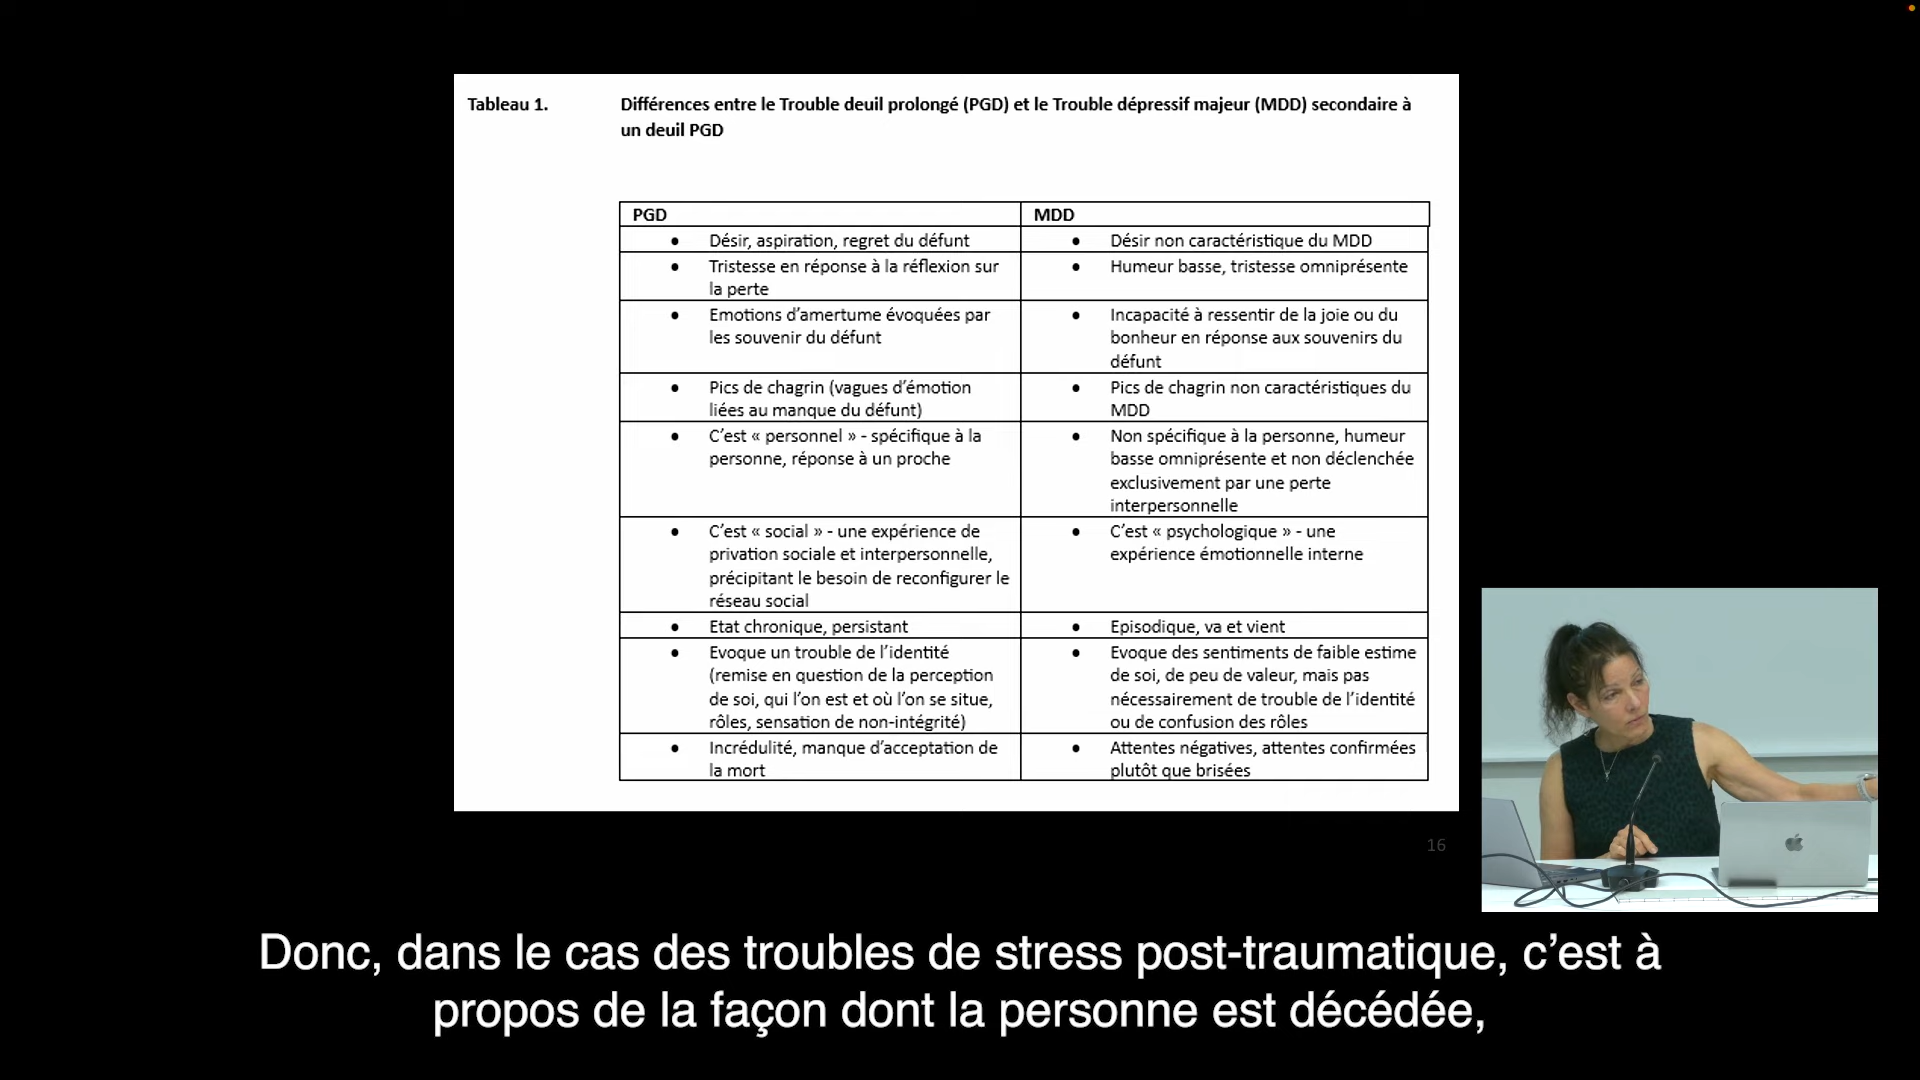 Tableau 1.
Différences entre le Trouble deuil prolongé (PGD) et le Trouble dépressif majeur (MDD) secondaire à
un deuil PGD
PGD
MDD
• Désir, aspiration, regret du défunt
• Désir non caractéristique du MDD
• Tristesse en réponse à la réflexion sur
la perte
• Humeur basse, tristesse omniprésente
• Emotions d’amertume évoquées par
les souvenir du défunt
• Incapacité à ressentir de la joie ou du
bonheur en réponse aux souvenirs du
défunt
• Pics de chagrin (vagues d’émotion
liées au manque du défunt)
• Pics de chagrin non caractéristiques du
MDD
• C’est « personnel » - spécifique à la
personne, réponse à un proche
• Non spécifique à la personne, humeur
basse omniprésente et non déclenchée
exclusivement par une perte
interpersonnelle
• C’est « social » - une expérience de
privation sociale et interpersonnelle,
précipitant le besoin de reconfigurer le
réseau social
• C’est « psychologique » - une
expérience émotionnelle interne
• Etat chronique, persistant
• Episodique, va et vient
• Evoque un trouble de l’identité
(remise en question de la perception
de soi, qui l’on est et où l’on se situe,
rôles, sensation de non-intégrité)
• Evoque des sentiments de faible estime
de soi, de peu de valeur, mais pas
nécessairement de trouble de l’identité
ou de confusion des rôles
• Incrédulité, manque d’acceptation de
la mort
• Attentes négatives, attentes confirmées
plutôt que brisées
16
Donc, dans le cas des troubles de stress post-traumatique, c’est à
propos de la façon dont la personne est décédée,